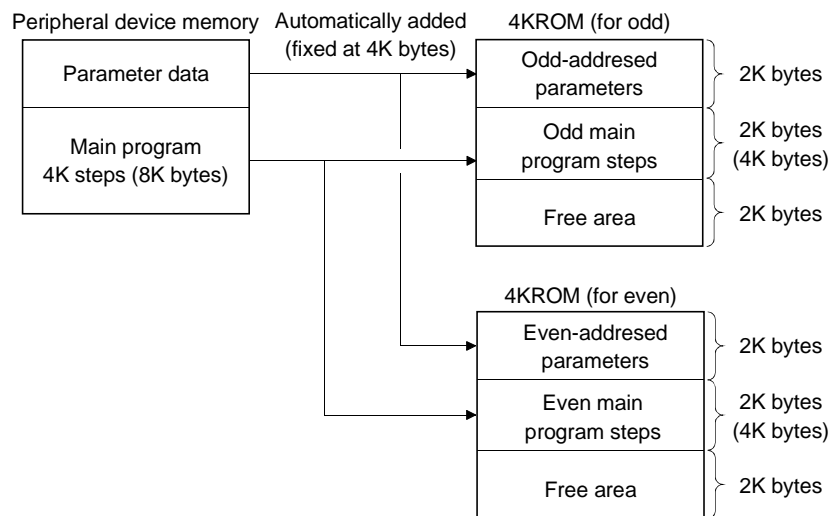 Peripheral device memory
Parameter data
Main program
4K steps (8K bytes)
Automatically added
(fixed at 4K bytes)
4KROM (for odd)
Odd-addresed
parameters
2K bytes
Odd main
program steps
2K bytes
(4K bytes)
Free area
2K bytes
4KROM (for even)
Even-addresed
parameters
2K bytes
Even main
program steps
2K bytes
(4K bytes)
Free area
2K bytes